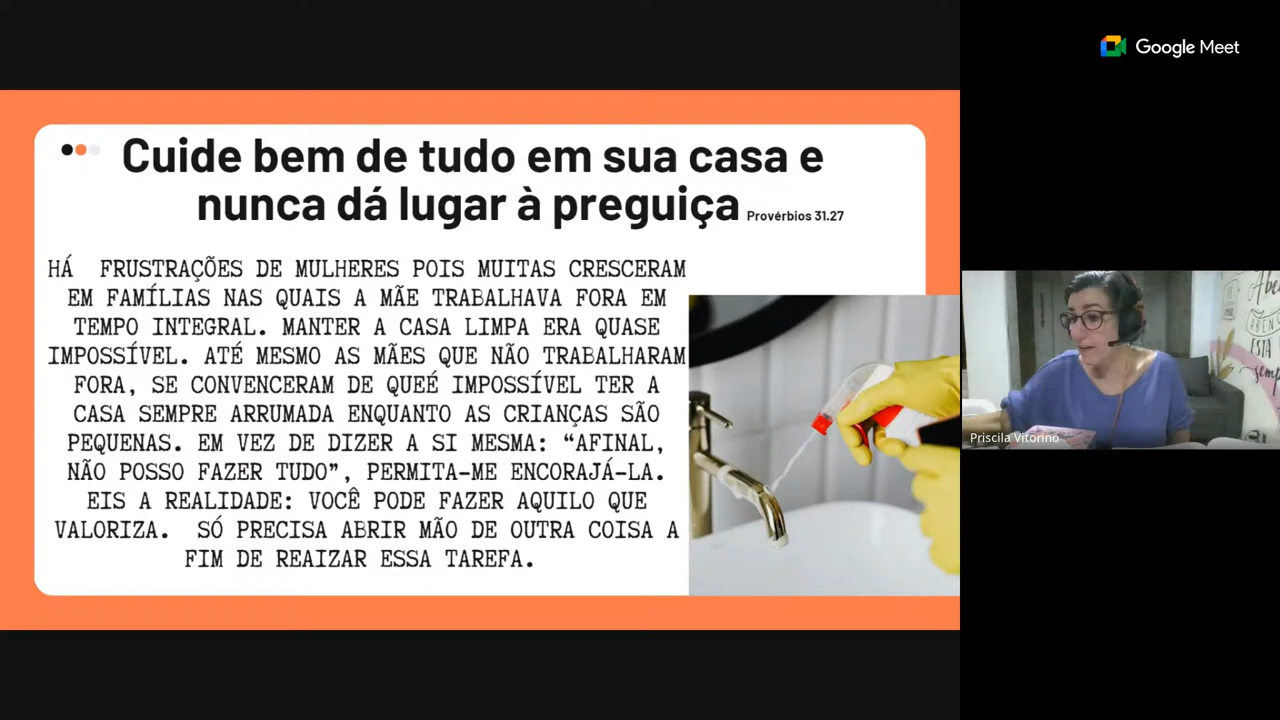 Google Meet
Cuide bem de tudo em sua casa e
nunca dá lugar à preguiça Provérbios 31.27
HÁ FRUSTRAÇÕES DE MULHERES POIS MUITAS CRESCERAM
EM FAMÍLIAS NAS QUAIS A MÃE TRABALHAVA FORA EM
TEMPO INTEGRAL. MANTER A CASA LIMPA ERA QUASE
IMPOSSÍVEL. ATÉ MESMO AS MÃES QUE NÃO TRABALHARAM
FORA, SE CONVENCERAM DE QUEÉ IMPOSSÍVEL TER A
CASA SEMPRE ARRUMADA ENQUANTO AS CRIANÇAS SÃO
PEQUENAS. EM VEZ DE DIZER A SI MESMA: “AFINAL,
NÃO POSSO FAZER TUDO”, PERMITA-ME ENCORAJÁ-LA.
EIS A REALIDADE: VOCÊ PODE FAZER AQUILO QUE
VALORIZA. SÓ PRECISA ABRIR MÃO DE OUTRA COISA A
FIM DE REAIZAR ESSA TAREFA.
Priscila Vitorino